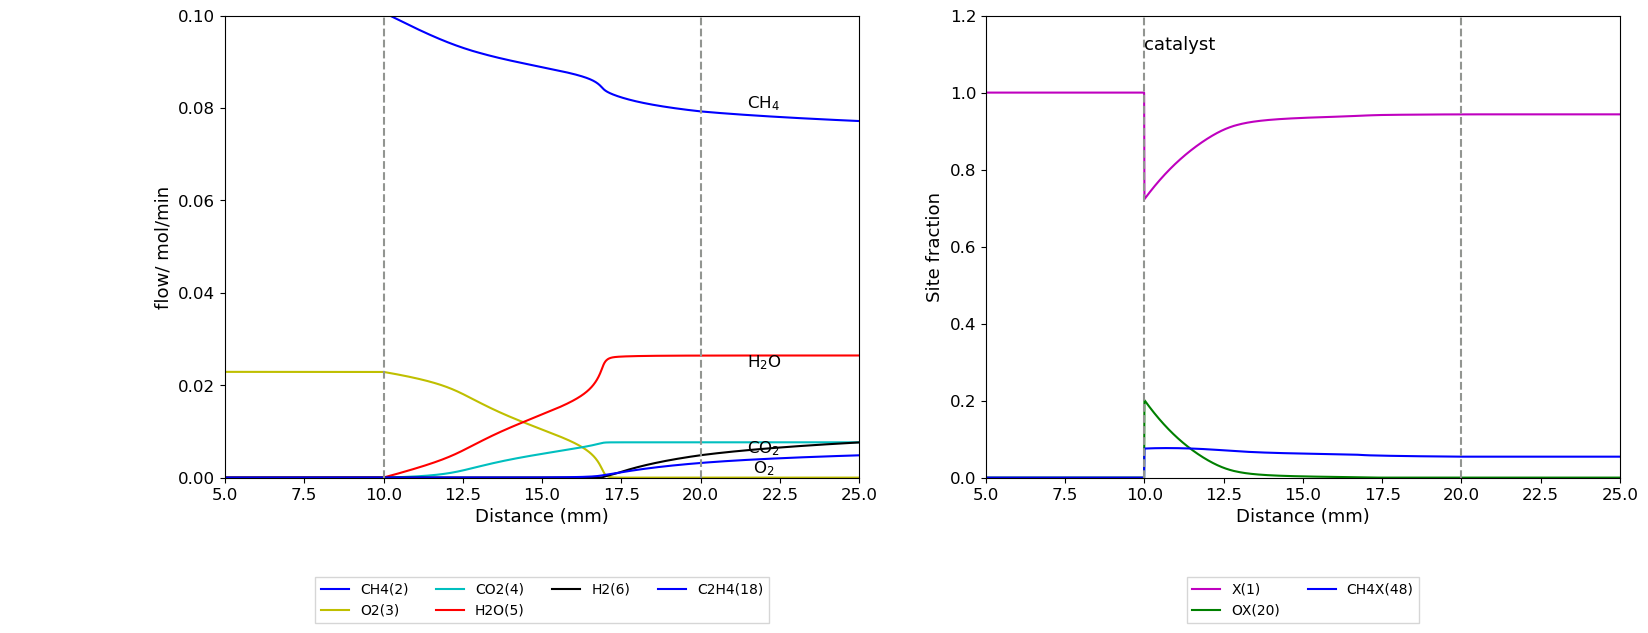 0.10
0.08
0.06
0.04
0.02
0.00
flow/ mol/min
CH₄
H₂O
CO₂
O₂
5.0 7.5 10.0 12.5 15.0 17.5 20.0 22.5 25.0
Distance (mm)
CH4(2) CO2(4) H2(6) C2H4(18)
O2(3) H2O(5)
1.2
1.0
0.8
0.6
0.4
0.2
0.0
Site fraction
catalyst
5.0 7.5 10.0 12.5 15.0 17.5 20.0 22.5 25.0
Distance (mm)
X(1) CH4X(48)
OX(20)